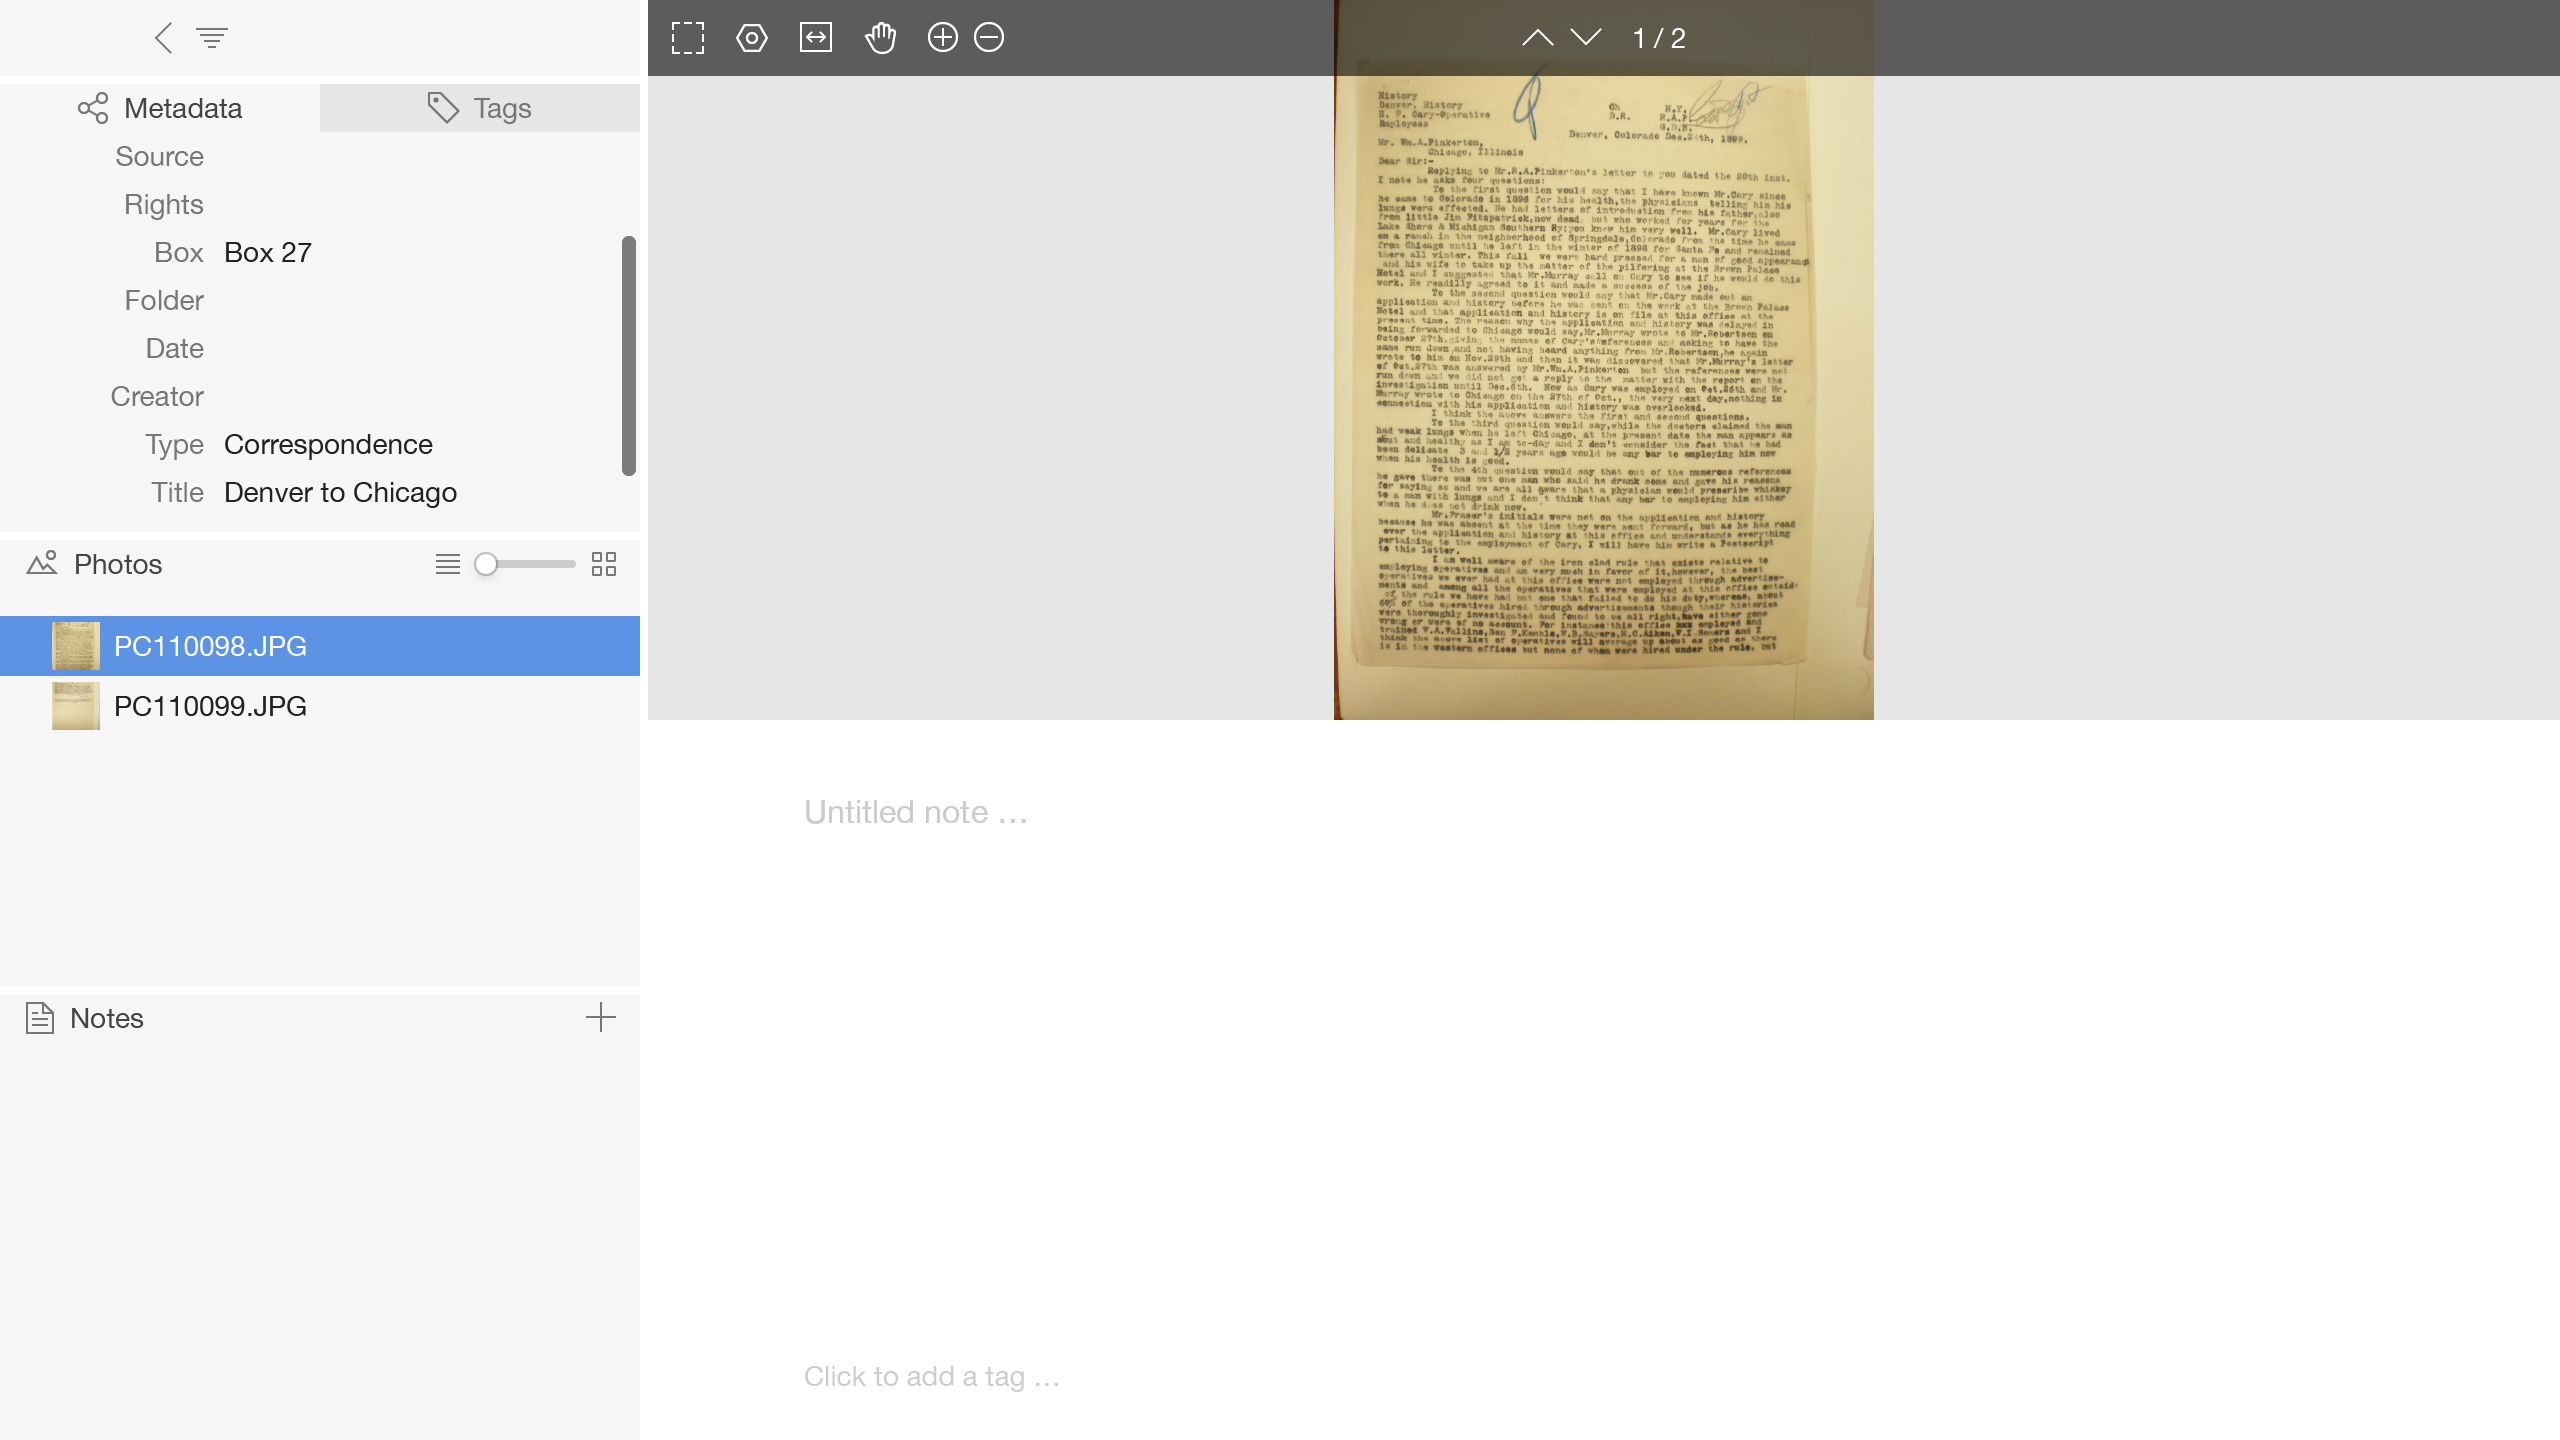 Metadata
Tags
Source
Rights
Box Box 27
Folder
Date
Creator
Type Correspondence
Title Denver to Chicago
Photos
PC110098.JPG
PC110099.JPG
Notes
1 / 2
History
Denver. History
H. F. Cary-Operative
Employees
Ch N.Y.
D.R. R.A.P.
G.D.B.
Denver, Colorado Dec. th, 1899.
Mr. Wm.A.Pinkerton,
Chicago, Illinois
Dear Sir:-
Replying to Mr.R.A.Pinkerton's letter to you dated the 20th inst.
I note he asks four questions:
To the first question would say that I have known Mr.Cary since
he came to Colorado in 1896 for his health,the physicians telling him his
lungs were effected. He had letters of introduction from his father,also
from little Jim Fitzpatrick,now dead. but who worked for years for the
Lake Shore & Michigan Southern Ry;you knew him very well. Mr.Cary lived
on a ranch in the neighborhood of Springdale,Colorado from the time he came
from Chicago until he left in the winter of 1898 for Santa Fe and remained
there all winter. This fall we were hard pressed for a man of good appearance
and his wife to take up the matter of the pilfering at the Brown Palace
Hotel and I suggested that Mr.Murray call on Cary to see if he would do this
work. He readilly agreed to it and made a success of the job.
To the second question would say that Mr.Cary made out an
application and history before he was sent on the work at the Brown Palace
Hotel and that application and history is on file at this office at the
present time. The reason why the application and history was delayed in
being forwarded to Chicago would say,Mr.Murray wrote to Mr.Robertson on
October 27th,giving the names of Cary's references and asking to have the
same run down,and not having heard anything from Mr.Robertson,he again
wrote to him on Nov.29th and then it was discovered that Mr.Murray's letter
of Oct.27th was answered by Mr.Wm.A.Pinkerton but the references were not
run down and we did not get a reply to the matter with the report on the
investigation until Dec.6th. Now as Cary was employed on Oct.26th and Mr.
Murray wrote to Chicago on the 27th of Oct., the very next day,nothing in
connection with his application and history was overlooked.
I think the above answers the first and second questions.
To the third question would say,while the doctors claimed the man
had weak lungs when he left Chicago, at the present date the man appears as
stout and healthy as I am to-day and I don't consider the fact that he had
been delicate 3 and 1/2 years ago would be any bar to employing him now
when his health is good.
To the 4th question would say that out of the numerous references
he gave there was but one man who said he drank some and gave his reasons
for saying so and we are all aware that a physician would prescribe whiskey
to a man with lungs and I don't think that any bar to employing him either
when he does not drink now.
Mr.Fraser's initials were not on the application and history
because he was absent at the time they were sent forward, but as he has read
over the application and history at this office and understands everything
pertaining to the employment of Cary, I will have him write a Postscript
to this letter.
I am well aware of the iron clad rule that exists relative to
employing operatives and am very much in favor of it,however, the best
operatives we ever had at this office were not employed through advertise-
ments and among all the operatives that were employed at this office outside
of the rule we have had but one that failed to do his duty,whereas, about
60% of the operatives hired through advertisements though their histories
were thoroughly investigated and found to be all right,have either gone
wrong or were of no account. For instance:this office xxx employed and
trained W.A.Vallins,Ben F.Kemble,W.B.Sayers,H.C.Aiken,W.I.Somers and I
think the above list of operatives will average up about as good as there
is in the western offices but none of whom were hired under the rule, but
Untitled note ...
Click to add a tag ...